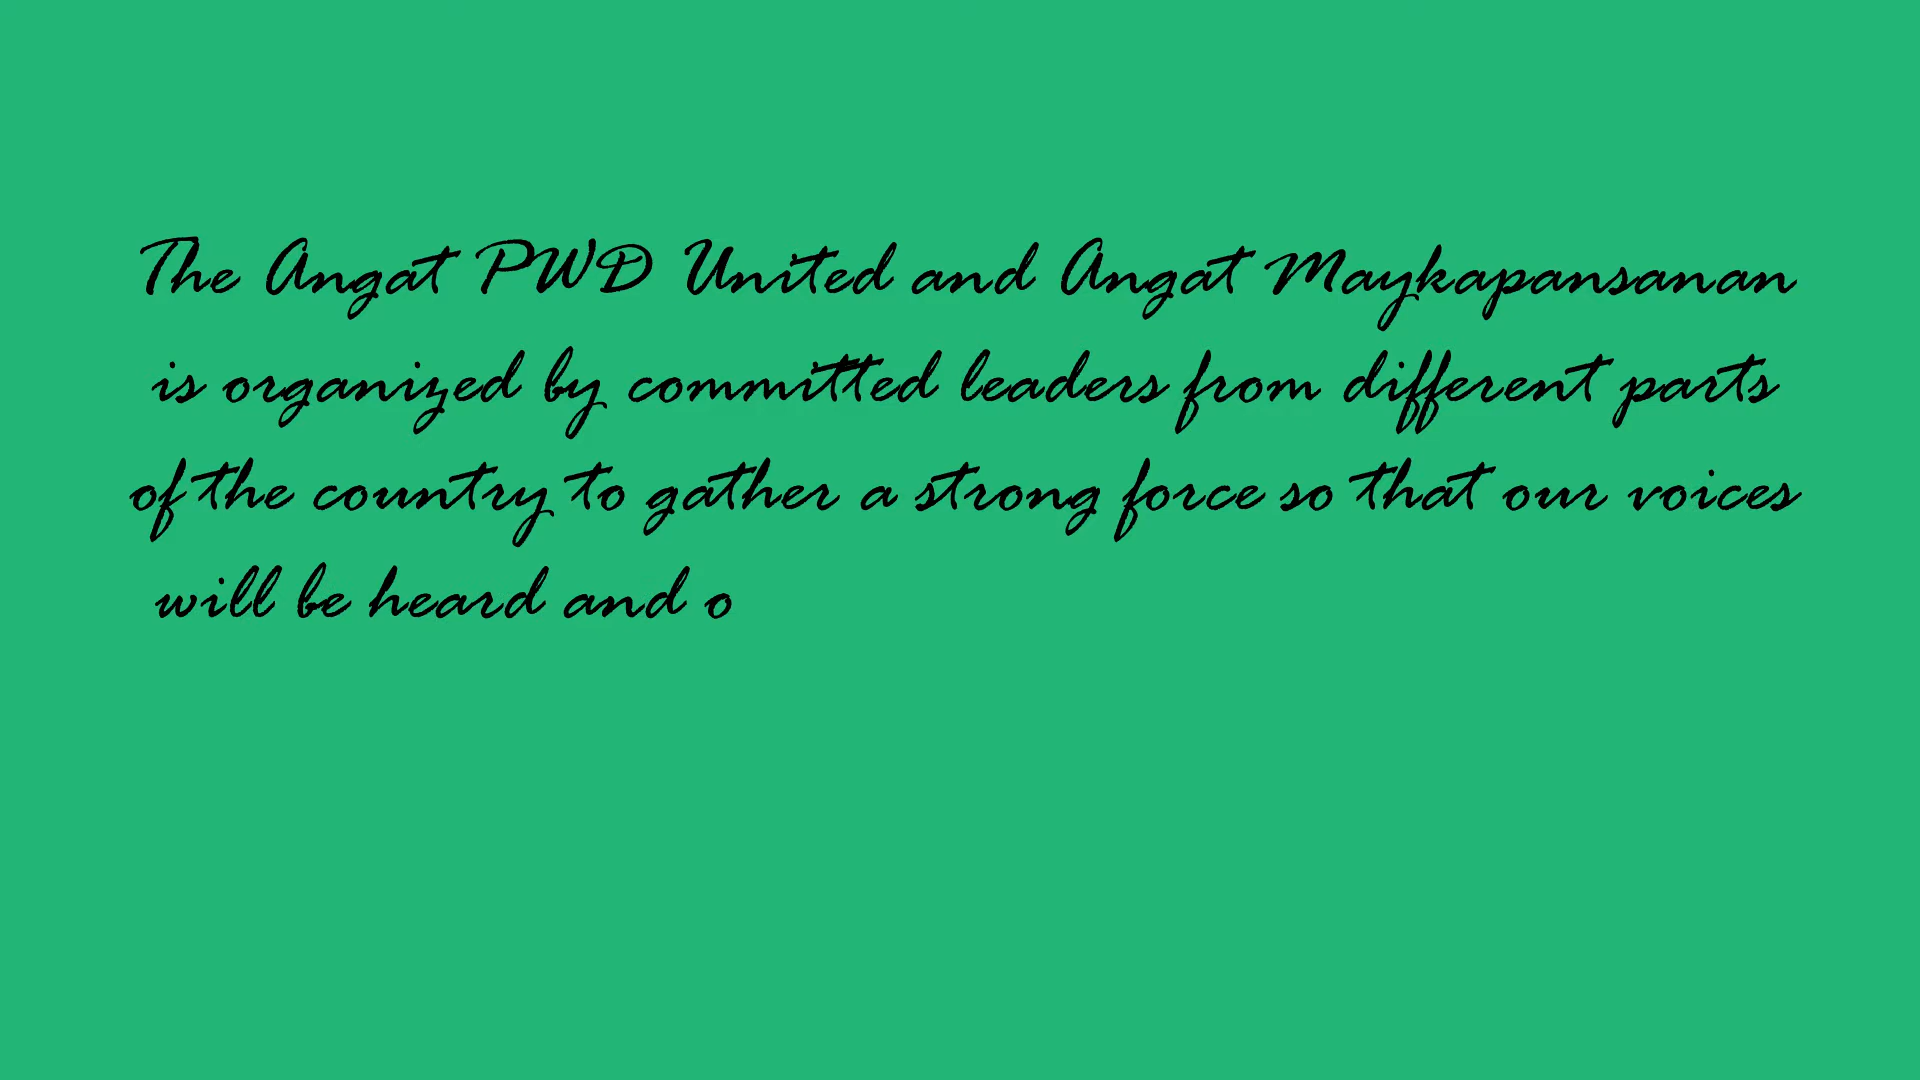 The Angat PWD United and Angat Maykapansanan
is organized by committed leaders from different parts
of the country to gather a strong force so that our voices
will be heard and o